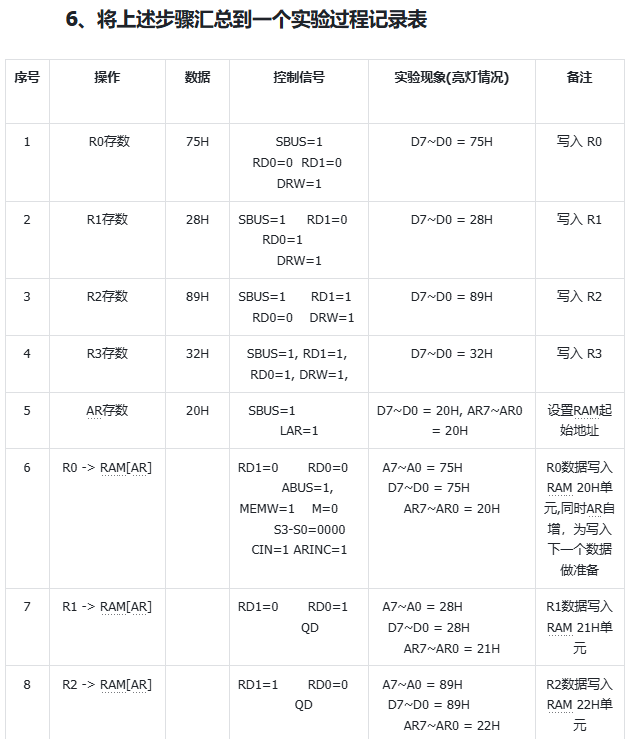 6、将上述步骤汇总到一个实验过程记录表
序号 操作 数据 控制信号 实验现象(亮灯情况) 备注
1 R0存数 75H SBUS=1 D7~D0 = 75H 写入 R0
RD0=0 RD1=0
DRW=1
2 R1存数 28H SBUS=1 RD1=0 D7~D0 = 28H 写入 R1
RD0=1
DRW=1
3 R2存数 89H SBUS=1 RD1=1 D7~D0 = 89H 写入 R2
RD0=0 DRW=1
4 R3存数 32H SBUS=1, RD1=1, D7~D0 = 32H 写入 R3
RD0=1, DRW=1,
5 AR存数 20H SBUS=1 D7~D0 = 20H, AR7~AR0 设置RAM起
LAR=1 = 20H 始地址
6 R0 -> RAM[AR] RD1=0 RD0=0 A7~A0 = 75H R0数据写入
ABUS=1, D7~D0 = 75H RAM 20H单
MEMW=1 M=0 AR7~AR0 = 20H 元,同时AR自
S3-S0=0000 增，为写入
CIN=1 ARINC=1 下一个数据
做准备
7 R1 -> RAM[AR] RD1=0 RD0=1 A7~A0 = 28H R1数据写入
QD D7~D0 = 28H RAM 21H单
AR7~AR0 = 21H 元
8 R2 -> RAM[AR] RD1=1 RD0=0 A7~A0 = 89H R2数据写入
QD D7~D0 = 89H RAM 22H单
AR7~AR0 = 22H 元